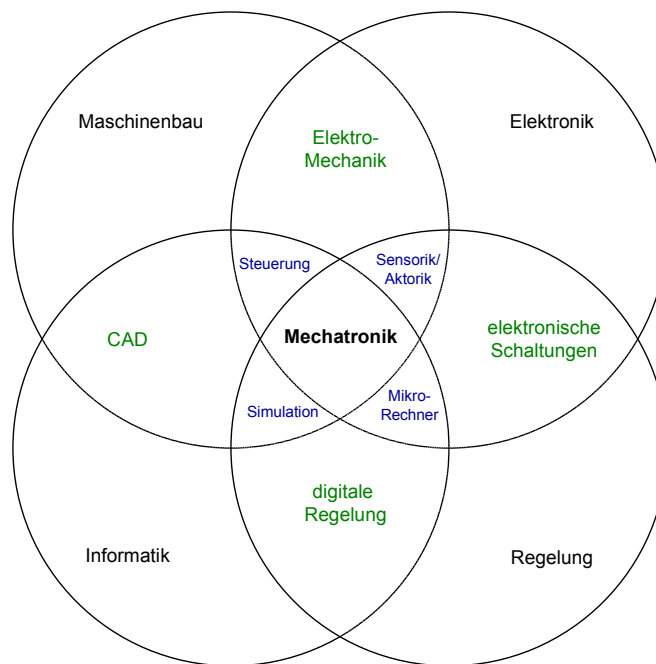 Maschinenbau
Elektro-
Mechanik
Elektronik
Steuerung
Sensorik/
Aktorik
CAD
Mechatronik
elektronische
Schaltungen
Simulation
Mikro-
Rechner
digitale
Regelung
Informatik
Regelung